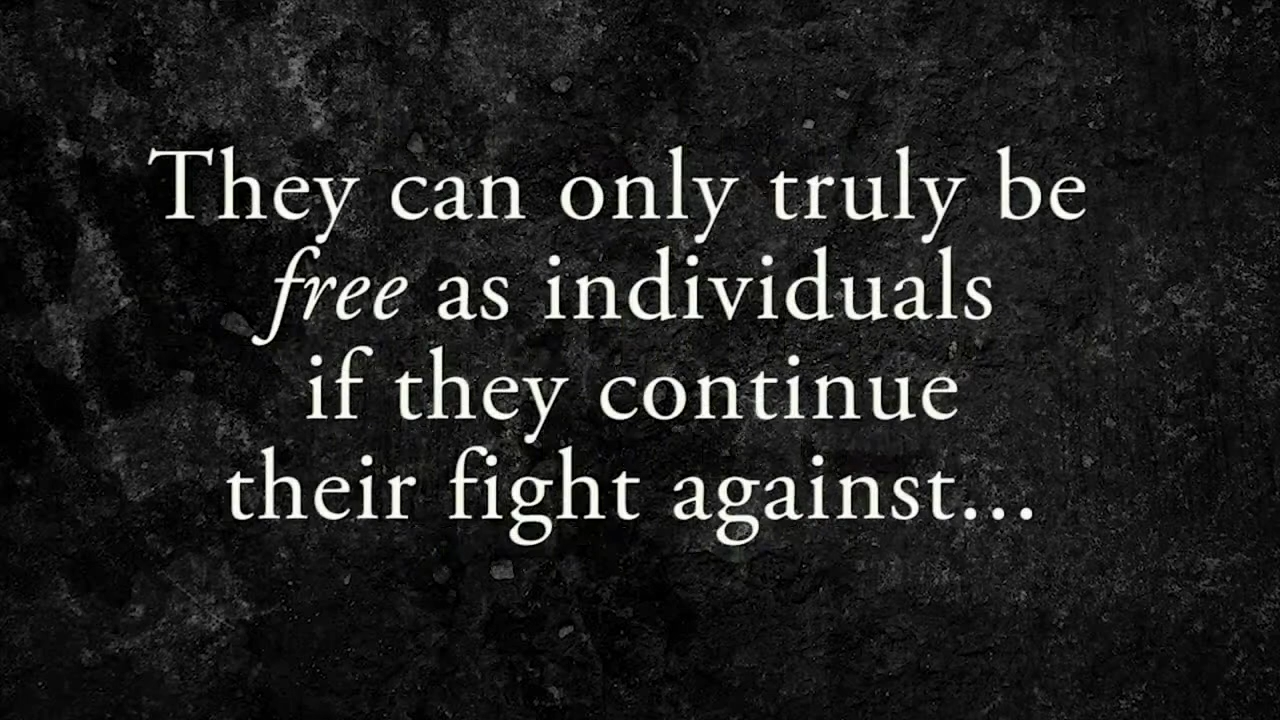 They can only truly be
free as individuals
if they continue
their fight against...